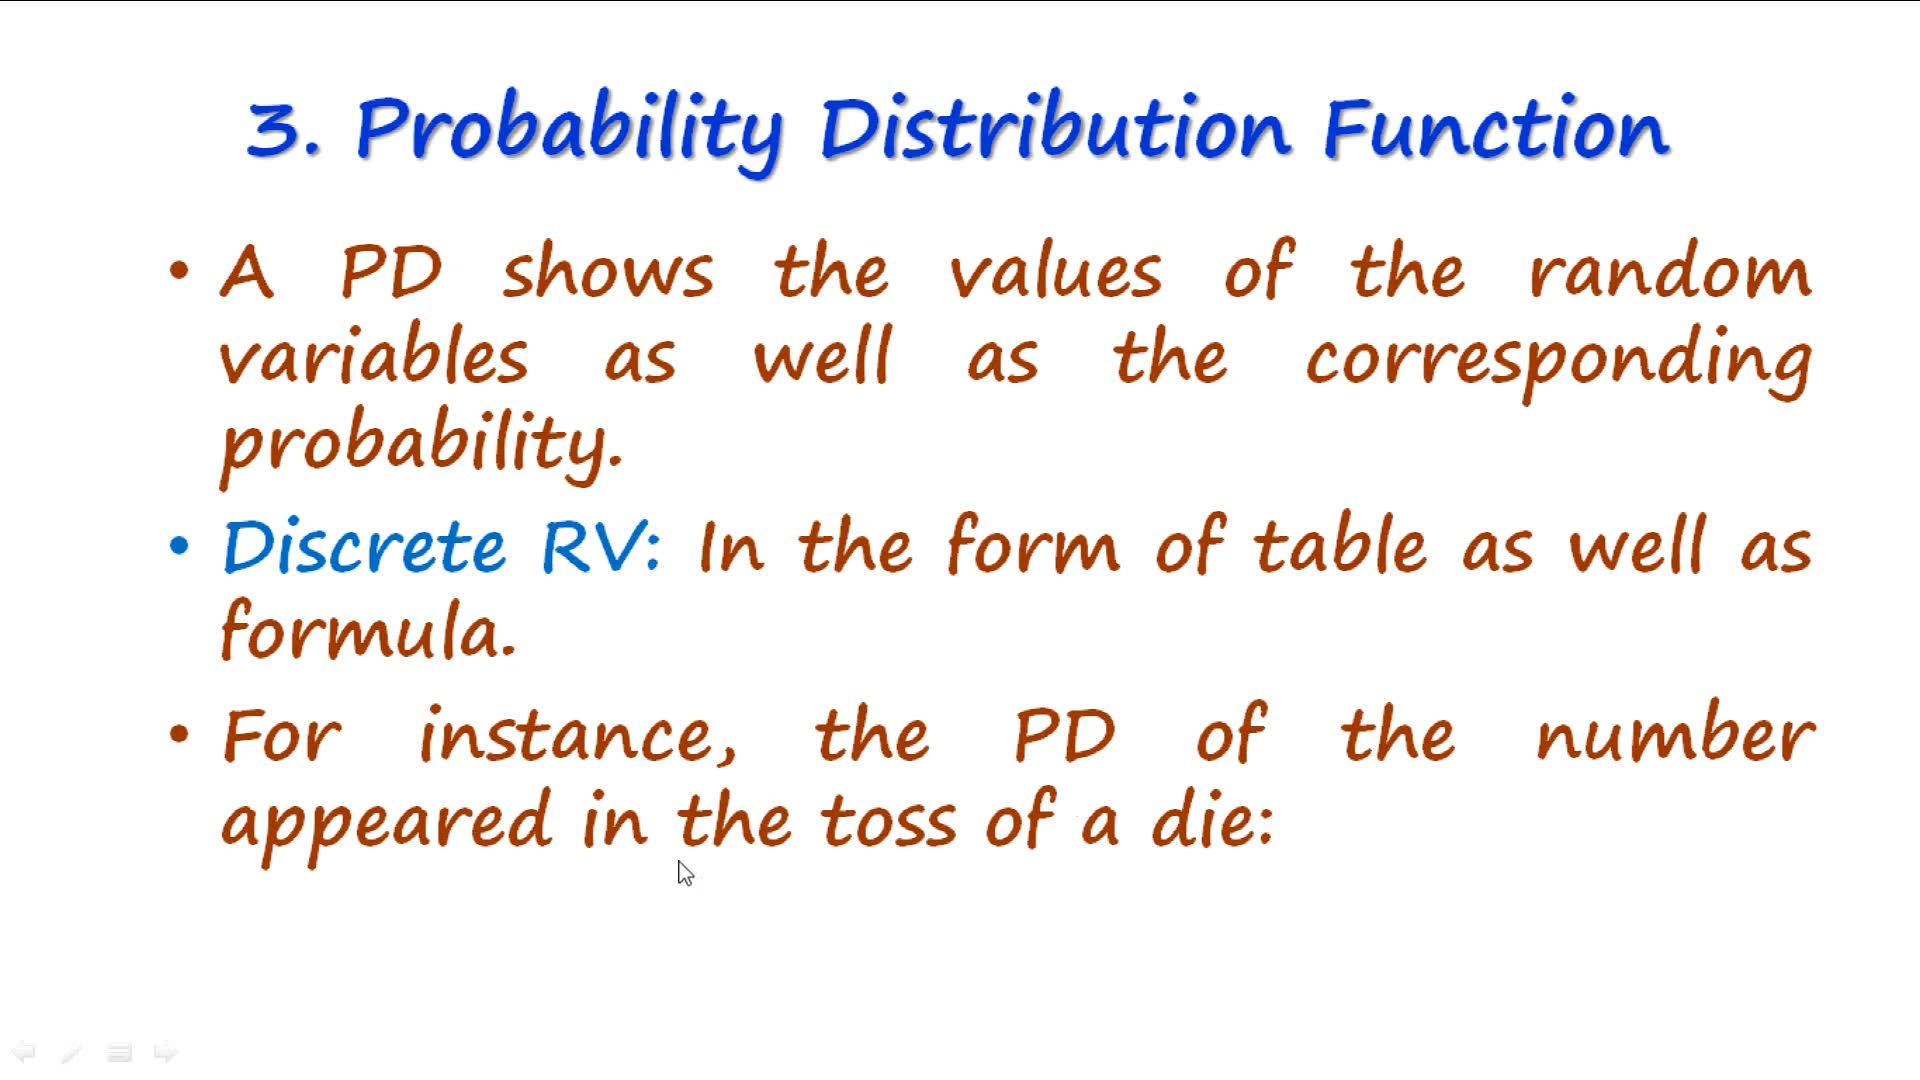 3. Probability Distribution Function
• A PD shows the values of the random
variables as well as the corresponding
probability.
• Discrete RV: In the form of table as well as
formula.
• For instance, the PD of the number
appeared in the toss of a die: